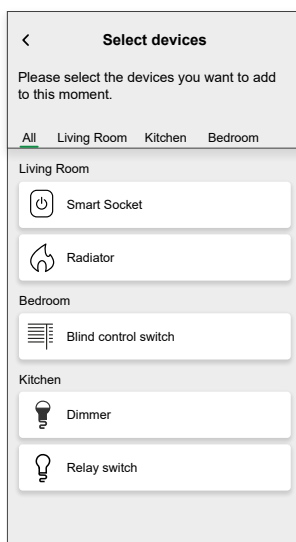 Select devices
Please select the devices you want to add
to this moment.
All Living Room Kitchen Bedroom
Living Room
Smart Socket
Radiator
Bedroom
Blind control switch
Kitchen
Dimmer
Relay switch